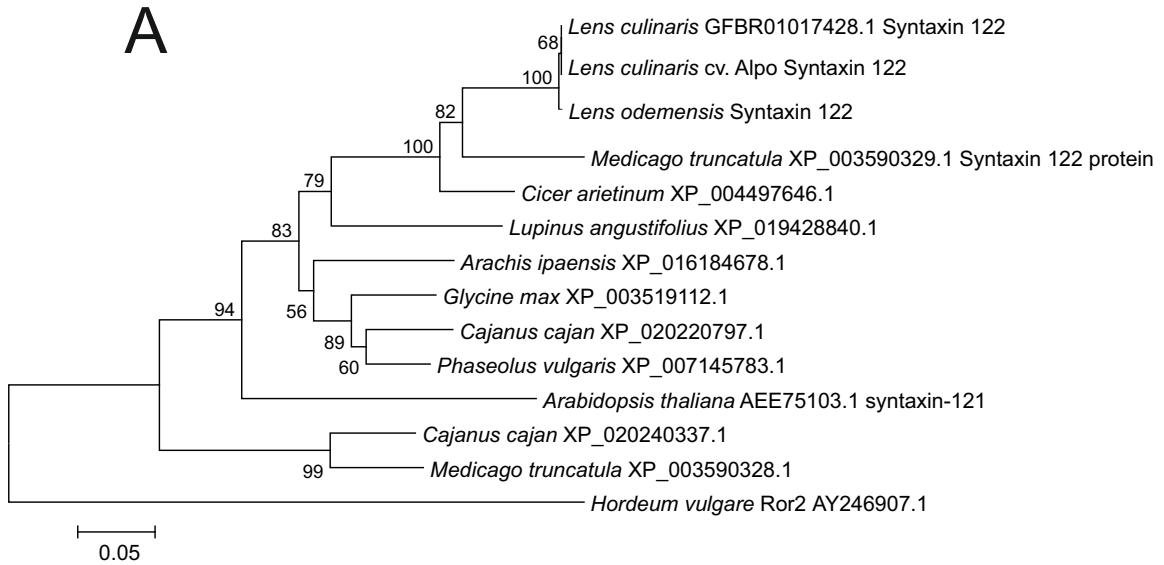 A
Lens culinaris GFBR01017428.1 Syntaxin 122
68
Lens culinaris cv. Alpo Syntaxin 122
100
Lens odemensis Syntaxin 122
82
100
Medicago truncatula XP_003590329.1 Syntaxin 122 protein
79
Cicer arietinum XP_004497646.1
Lupinus angustifolius XP_019428840.1
83
Arachis ipaensis XP_016184678.1
Glycine max XP_003519112.1
94
56
Cajanus cajan XP_020220797.1
89
60
Phaseolus vulgaris XP_007145783.1
Arabidopsis thaliana AEE75103.1 syntaxin-121
Cajanus cajan XP_020240337.1
99
Medicago truncatula XP_003590328.1
Hordeum vulgare Ror2 AY246907.1
0.05